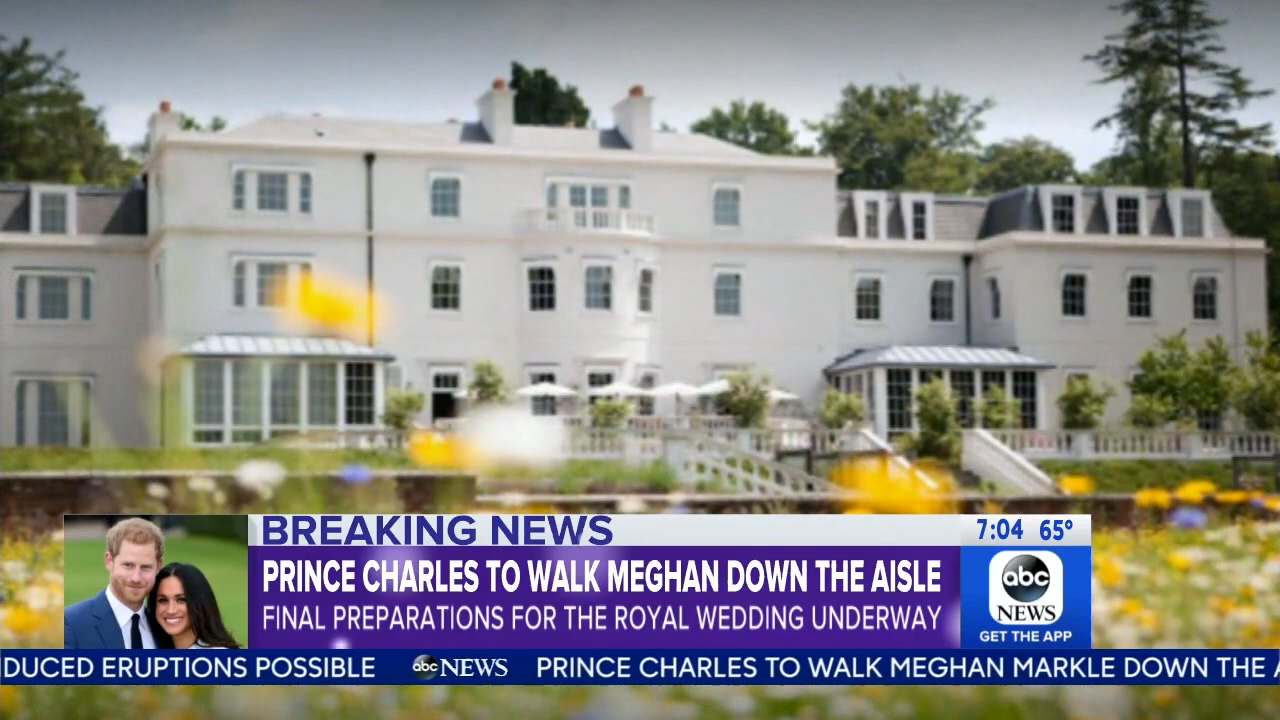 BREAKING NEWS
7:04 65°
PRINCE CHARLES TO WALK MEGHAN DOWN THE AISLE
FINAL PREPARATIONS FOR THE ROYAL WEDDING UNDERWAY
abc
NEWS
GET THE APP
DUCED ERUPTIONS POSSIBLE abc NEWS PRINCE CHARLES TO WALK MEGHAN MARKLE DOWN THE